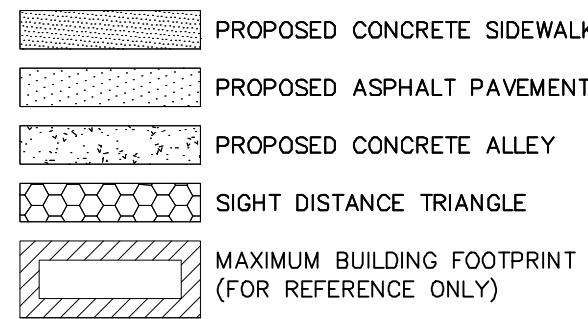 PROPOSED CONCRETE SIDEWALK
PROPOSED ASPHALT PAVEMENT
PROPOSED CONCRETE ALLEY
SIGHT DISTANCE TRIANGLE
MAXIMUM BUILDING FOOTPRINT
(FOR REFERENCE ONLY)